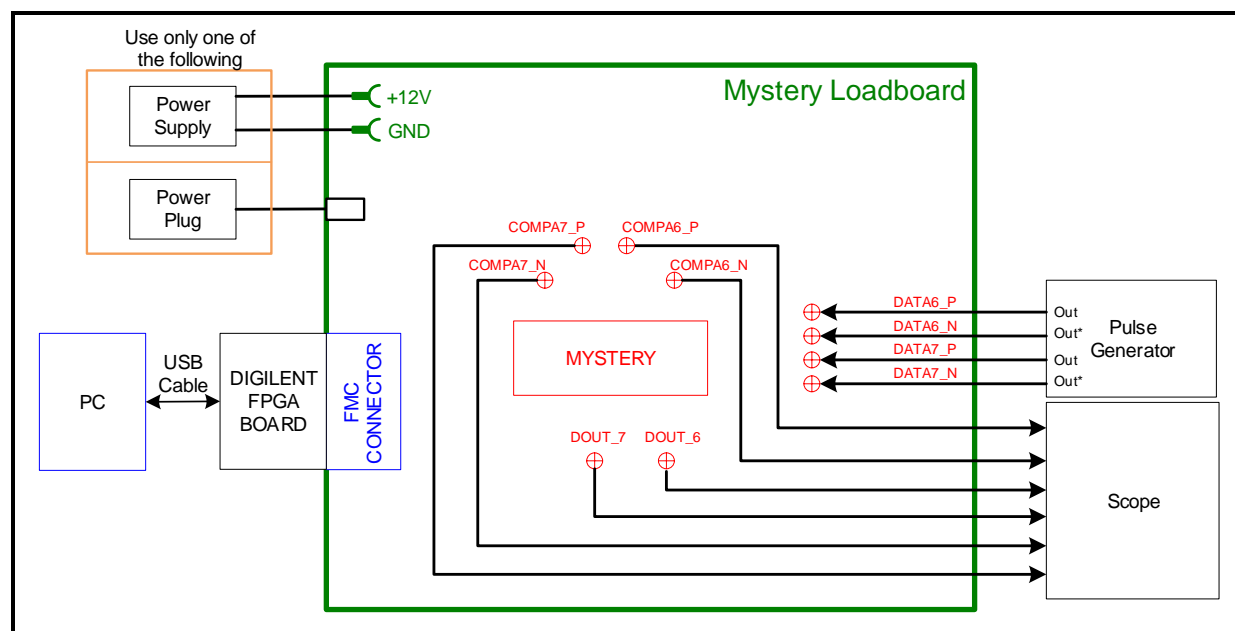 Use only one of
the following
Power
Supply
+12V
GND
Mystery Loadboard
Power
Plug
COMPA7_P
COMPA6_P
COMPA7_N
COMPA6_N
DATA6_P
DATA6_N
DATA7_P
DATA7_N
Out
Out*
Out
Out*
Pulse
Generator
MYSTERY
PC
USB
Cable
DIGILENT
FPGA
BOARD
FMC
CONNECTOR
DOUT_7
DOUT_6
Scope